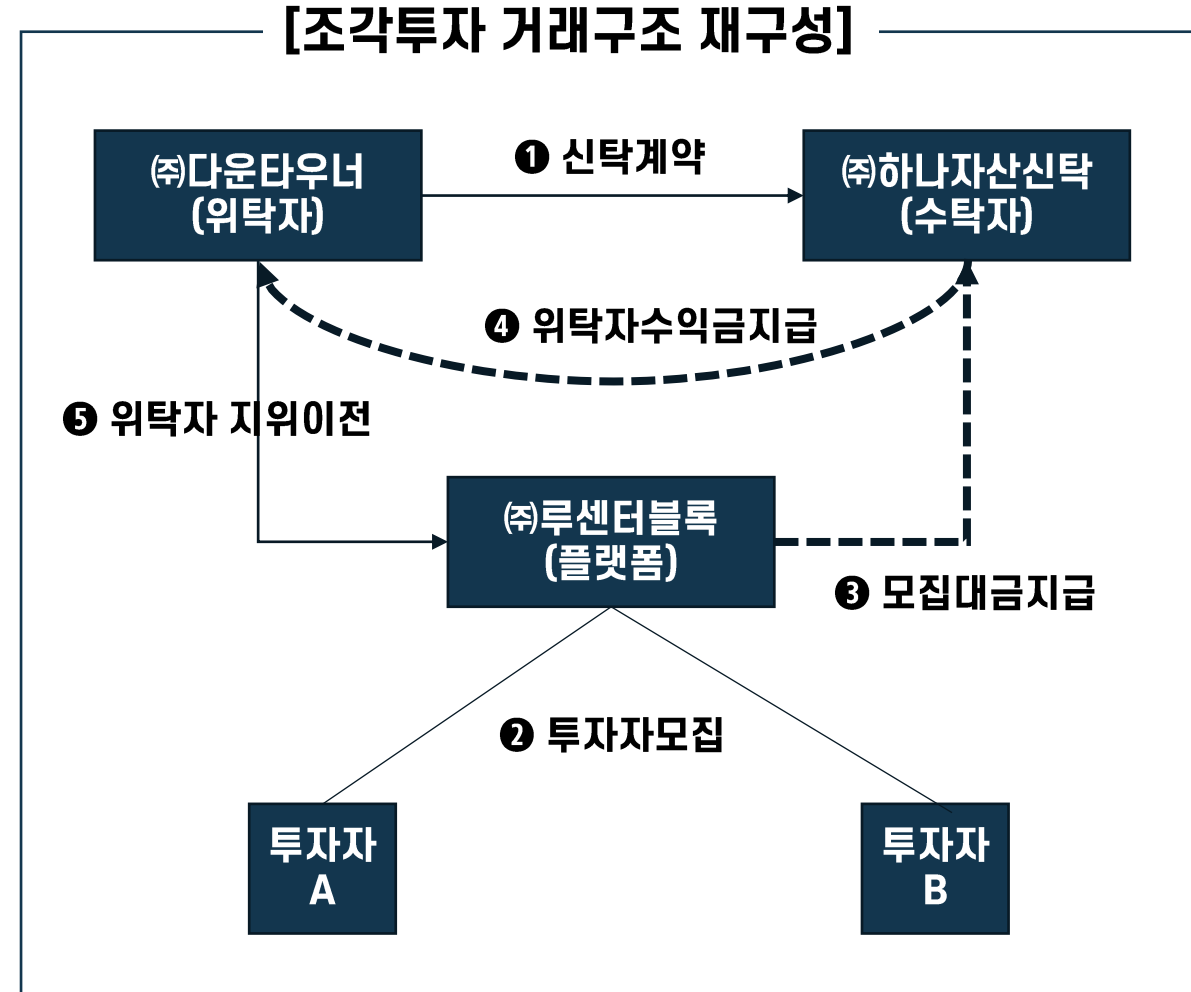 [조각투자 거래구조 재구성]
❶ 신탁계약
㈜다운타우너
(위탁자)
㈜하나자산신탁
(수탁자)
❹ 위탁자수익금지급
❺ 위탁자 지위이전
㈜루센터블록
(플랫폼)
❸ 모집대금지급
❷ 투자자모집
투자자
A
투자자
B